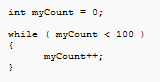 int myCount = 0;
while ( myCount < 100 )
{
myCount++;
}